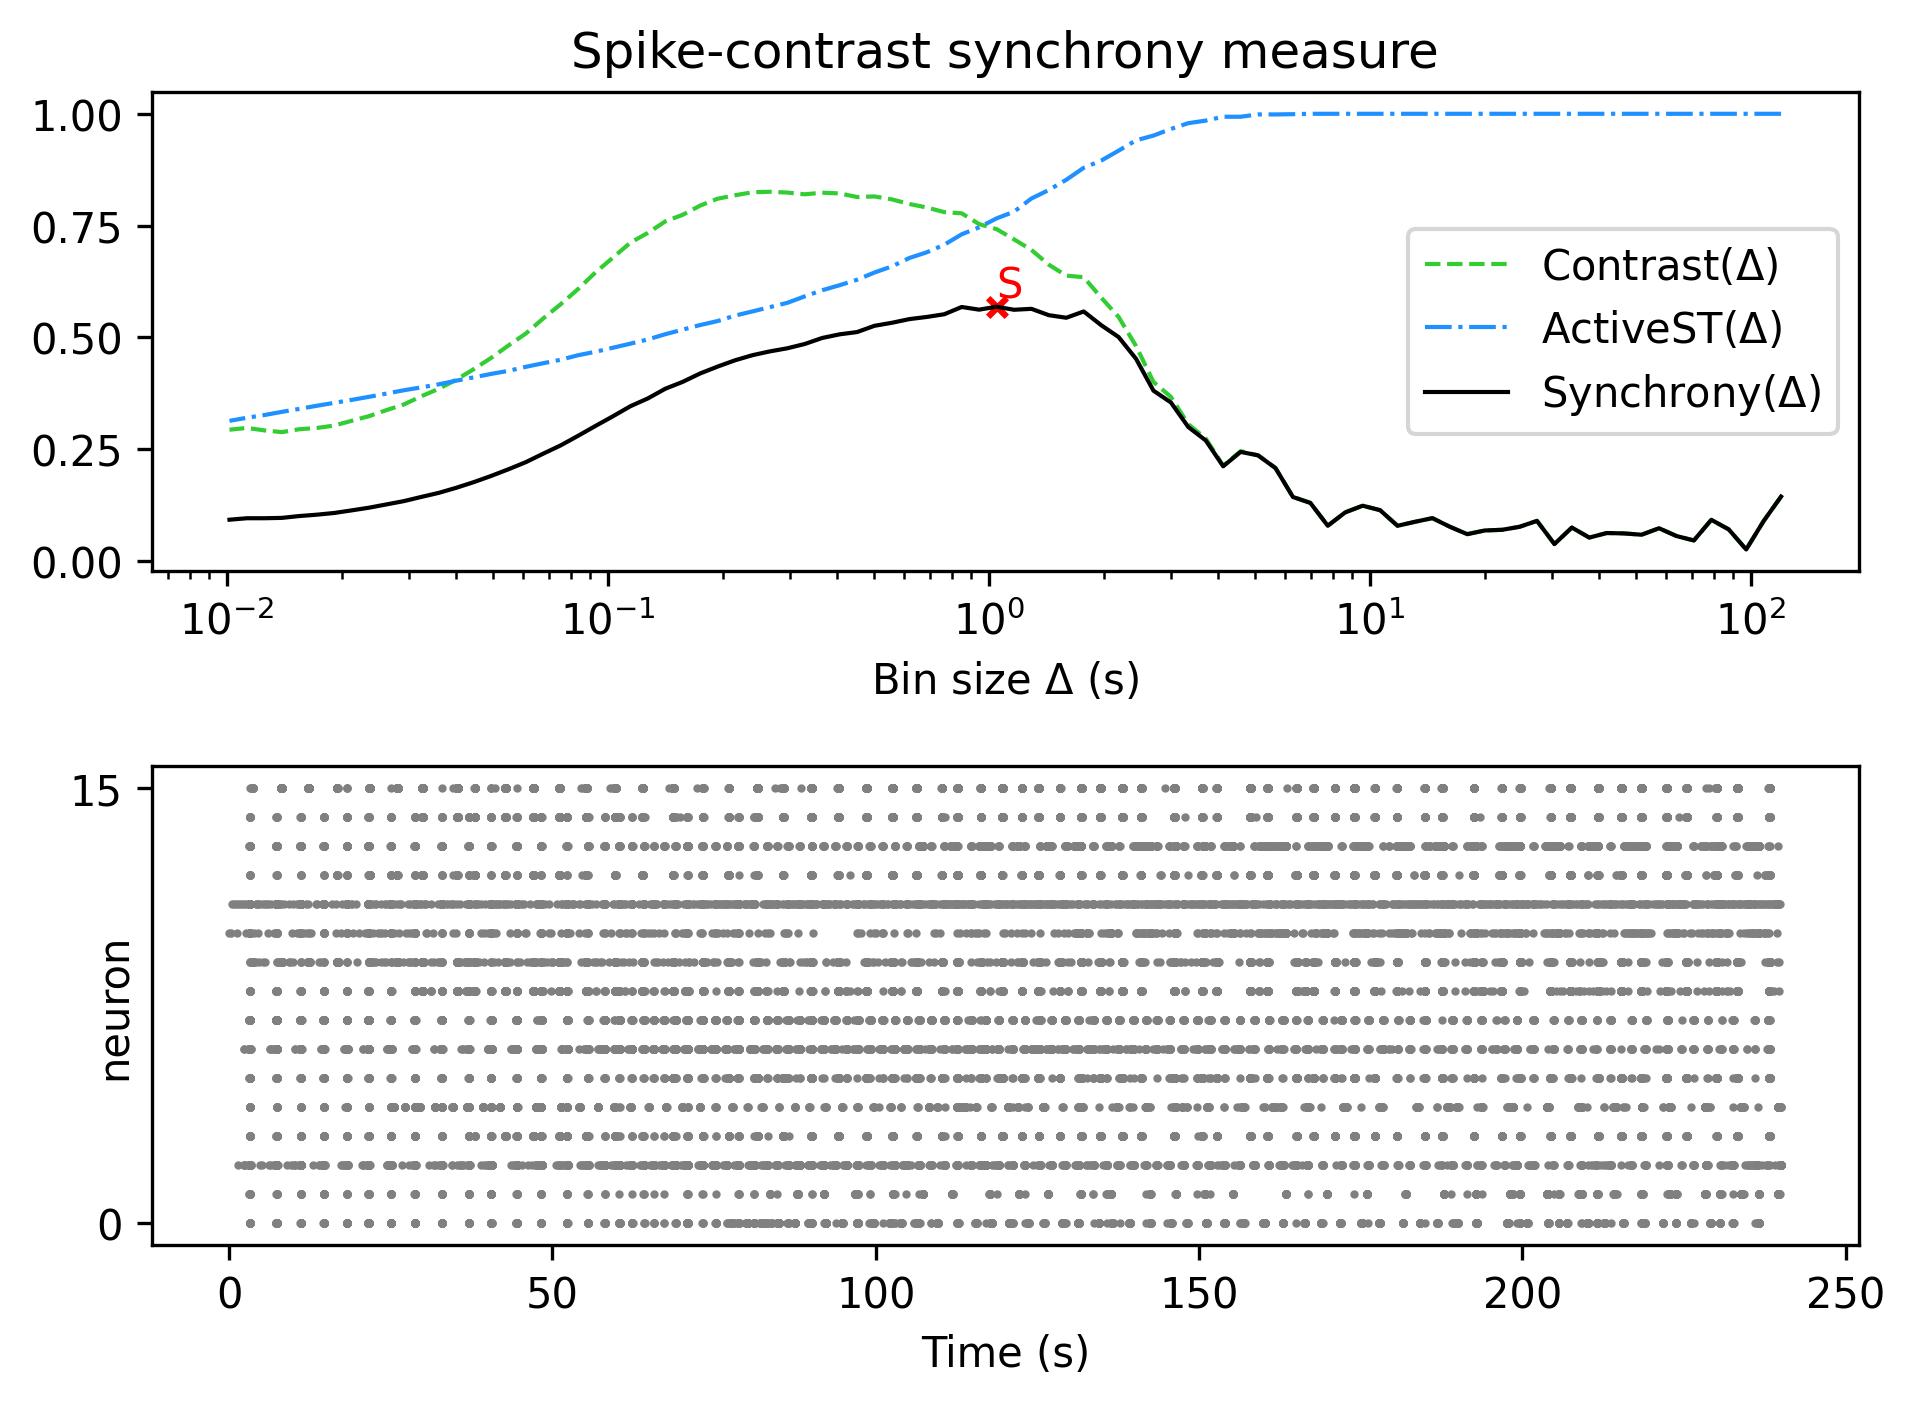 Spike-contrast synchrony measure
1.00
0.75
0.50
0.25
0.00
S
Contrast(Δ)
ActiveST(Δ)
Synchrony(Δ)
10⁻² 10⁻¹ 10⁰ 10¹ 10²
Bin size Δ (s)
15
neuron
0
0 50 100 150 200 250
Time (s)